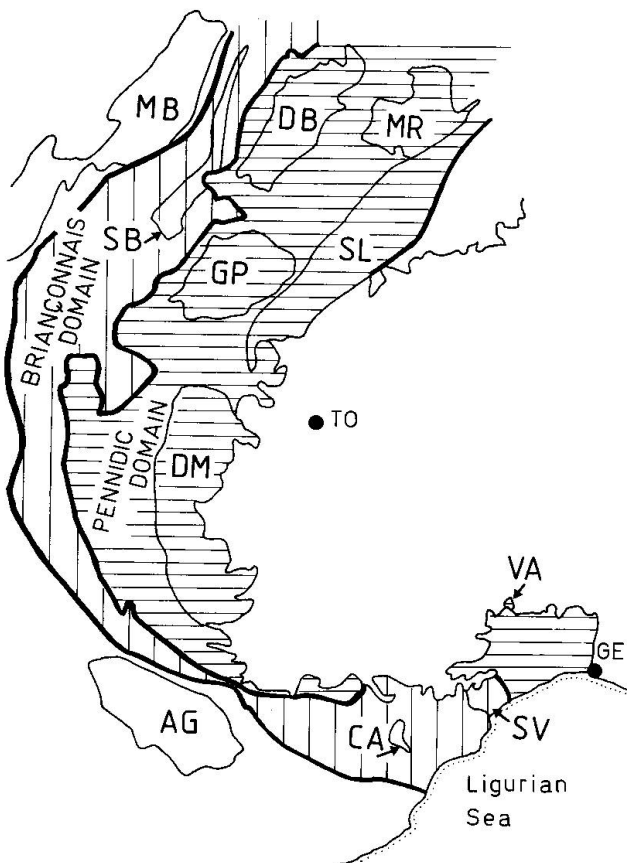 MB
DB
MR
SB
GP
SL
BRIANÇONNAIS
DOMAIN
TO
PENNIDIC
DOMAIN
DM
VA
GE
AG
CA
SV
Ligurian
Sea